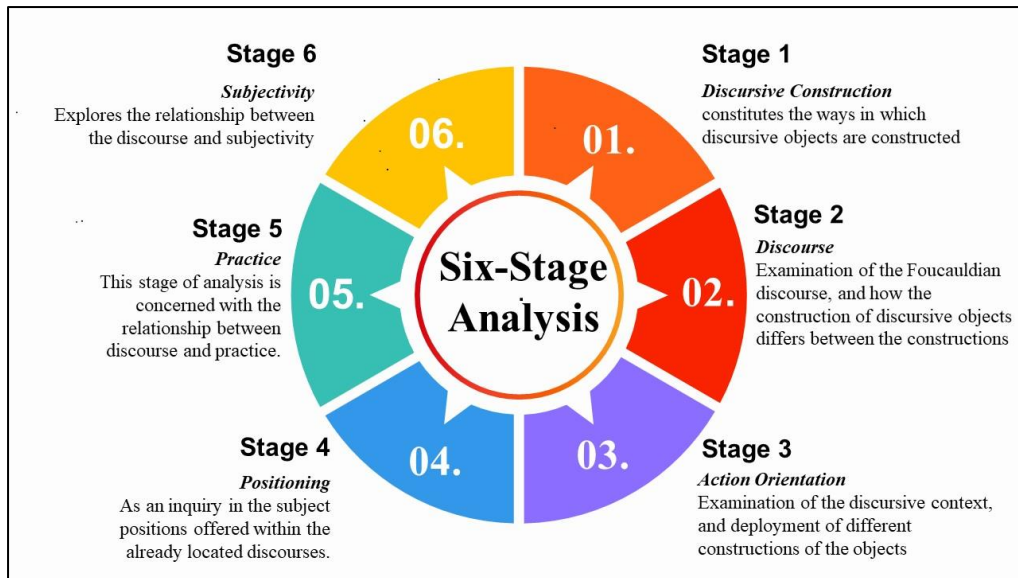 Stage 1
Discursive Construction
constitutes the ways in which
discursive objects are constructed
Stage 2
Discourse
Examination of the Foucauldian
discourse, and how the
construction of discursive objects
differs between the constructions
Stage 3
Action Orientation
Examination of the discursive context,
and deployment of different
constructions of the objects
Stage 4
Positioning
As an inquiry in the subject
positions offered within the
already located discourses.
Stage 5
Practice
This stage of analysis is
concerned with the
relationship between
discourse and practice.
Stage 6
Subjectivity
Explores the relationship between
the discourse and subjectivity
01.
02.
03.
04.
05.
06.
Six-Stage
Analysis